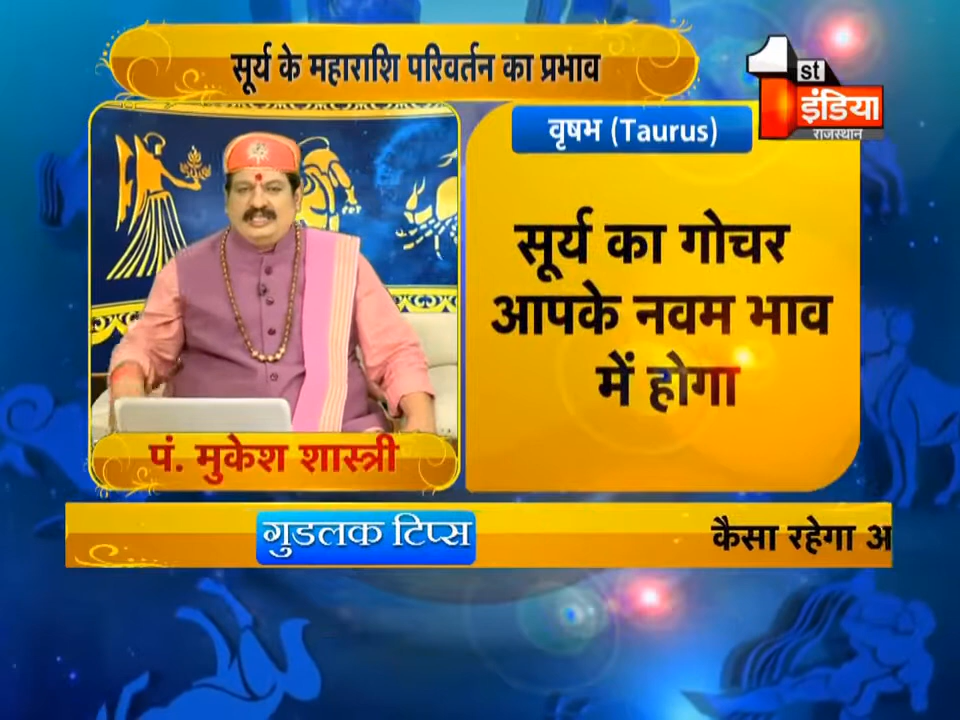 सूर्य के महाराशि परिवर्तन का प्रभाव
1st
इंडिया
राजस्थान
वृषभ (Taurus)
सूर्य का गोचर
आपके नवम भाव
में होगा
पं. मुकेश शास्त्री
गुडलक टिप्स
कैसा रहेगा अ